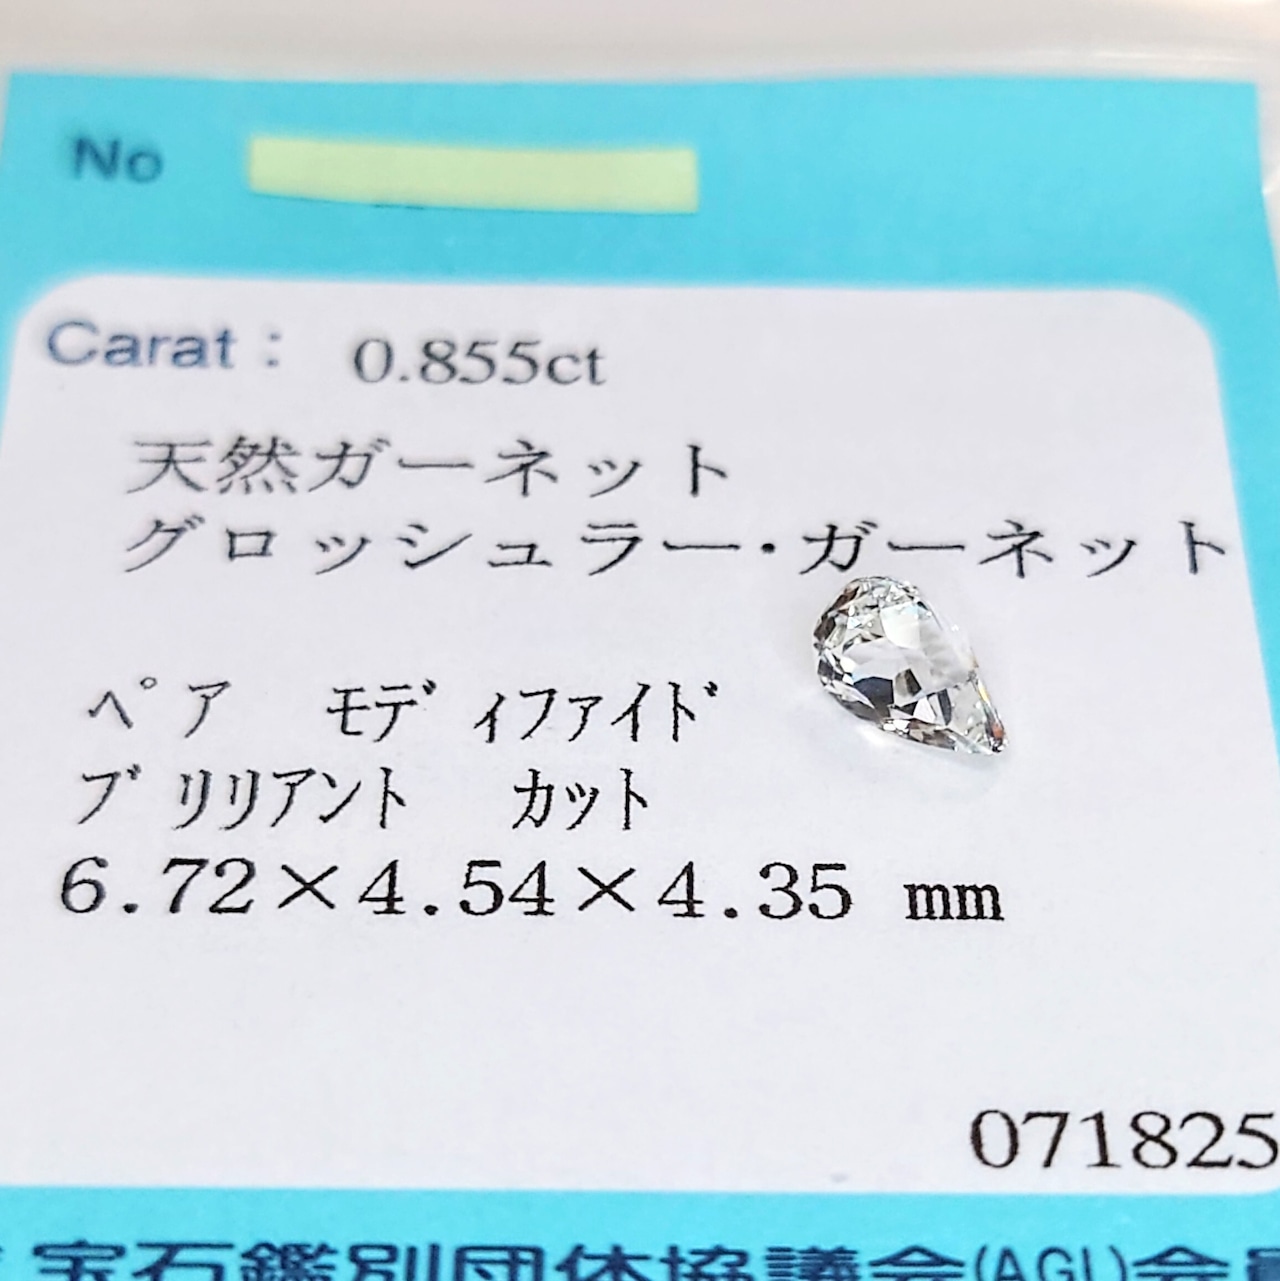 No
Carat: 0.855ct
天然ガーネット
グロッシュラー・ガーネット
ﾍﾟｱ ﾓﾃﾞｨﾌｧｲﾄﾞ
ﾌﾞﾘﾘｱﾝﾄ ｶｯﾄ
6.72×4.54×4.35 mm
071825
宝石鑑別団体協議会(AGL)会員